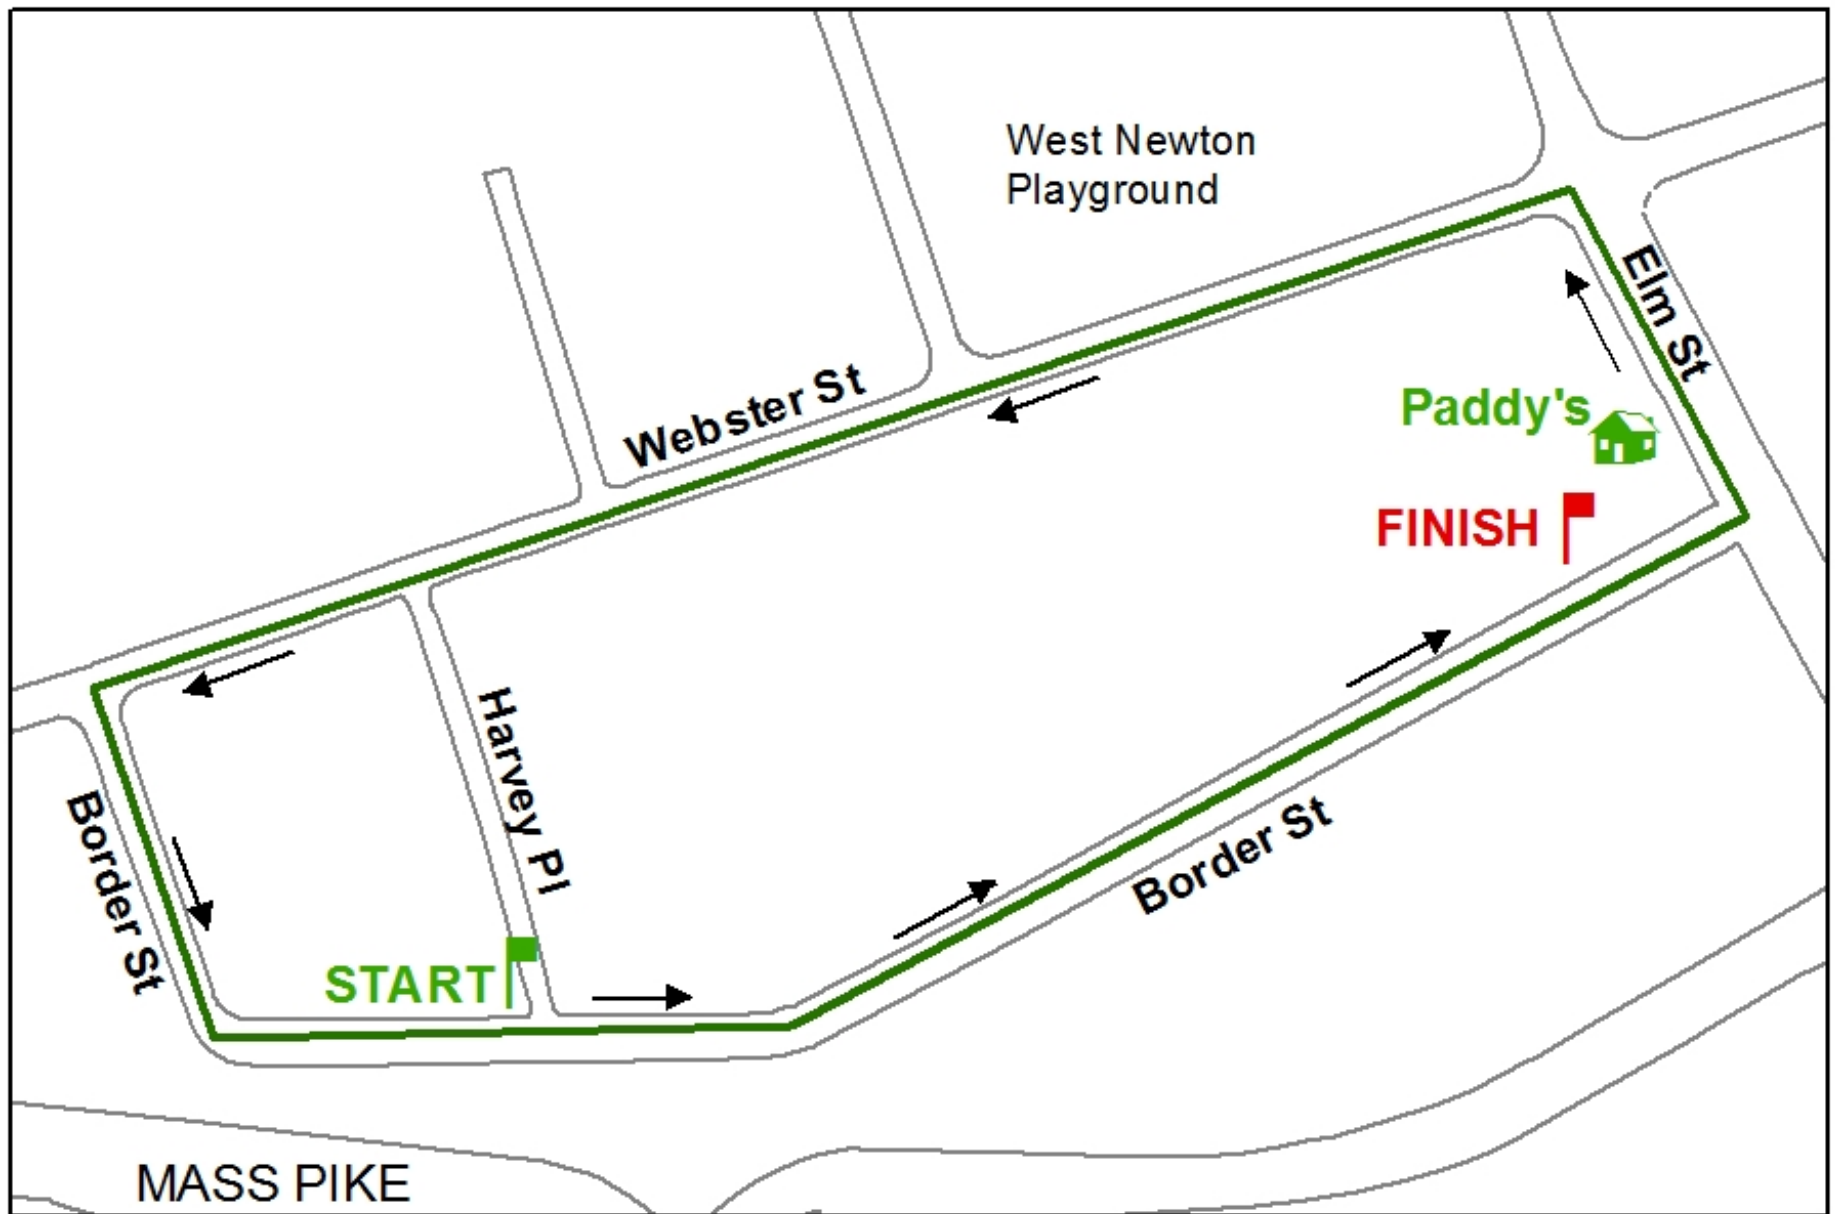 West Newton
Playground
Elm St
Webster St
Paddy's
FINISH
Harvey Pl
Border St
Border St
START
MASS PIKE